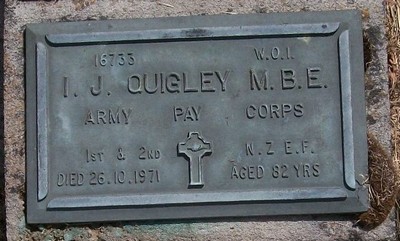 16733 W.O.I.
I. J. QUIGLEY M.B.E.
ARMY PAY CORPS
1ST & 2ND N.Z.E.F.
DIED 26.10.1971 AGED 82 YRS